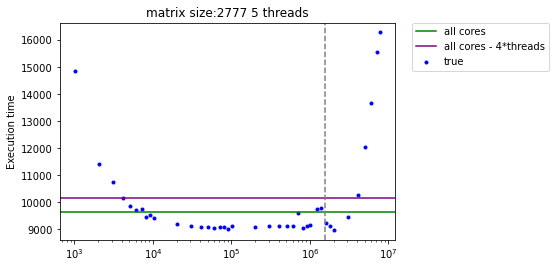 matrix size:2777 5 threads
all cores
all cores - 4*threads
true
Execution time
16000
15000
14000
13000
12000
11000
10000
9000
10³
10⁴
10⁵
10⁶
10⁷